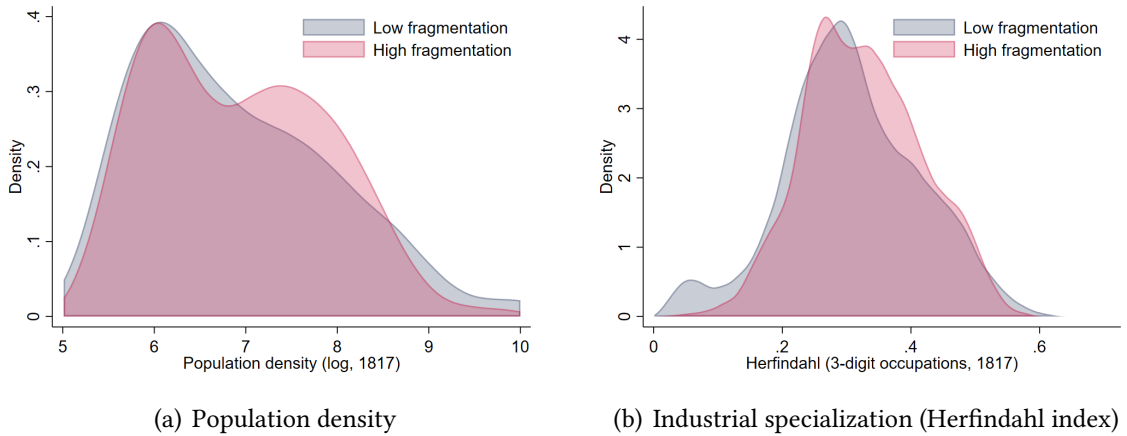 Low fragmentation
High fragmentation
Density
0
.1
.2
.3
.4
5
6
7
8
9
10
Population density (log, 1817)
(a) Population density
Low fragmentation
High fragmentation
Density
0
1
2
3
4
0
.2
.4
.6
Herfindahl (3-digit occupations, 1817)
(b) Industrial specialization (Herfindahl index)